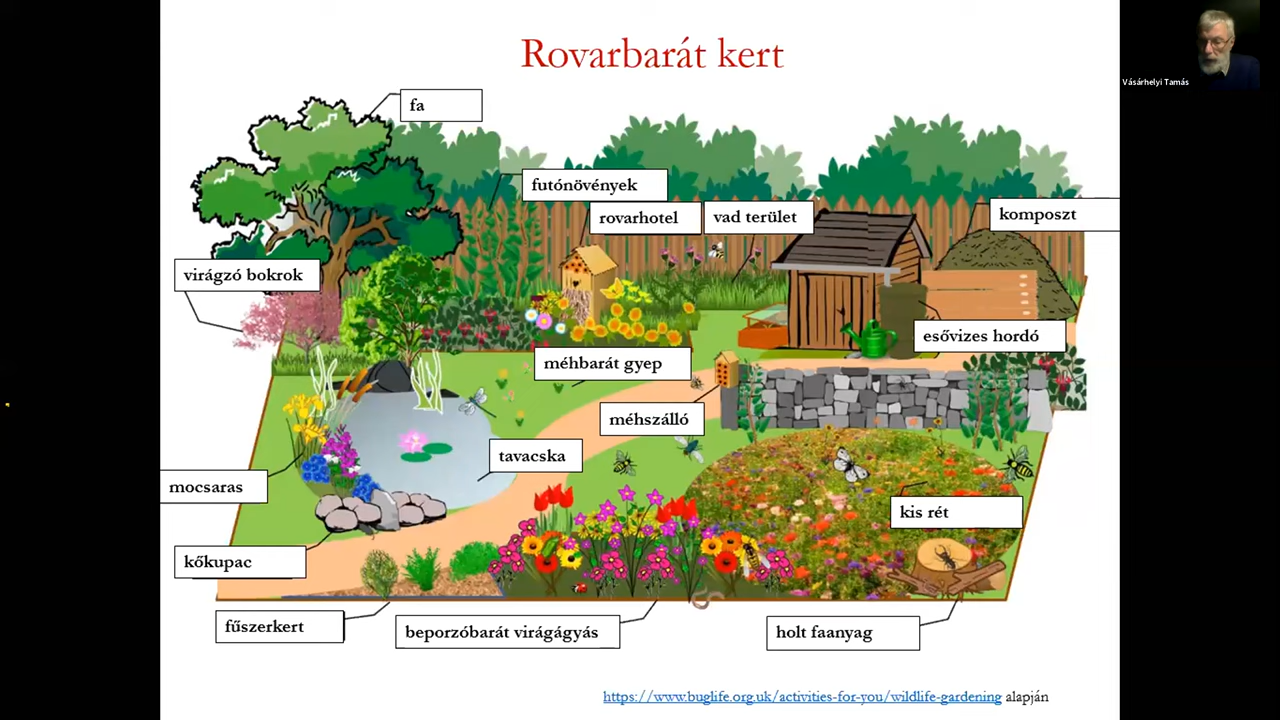 Rovarbarát kert
Vásárhelyi Tamás
fa
futónövények
rovarhotel
vad terület
komposzt
virágzó bokrok
esővizes hordó
méhbarát gyep
méhszálló
tavacska
mocsaras
kis rét
kőkupac
fűszerkert
beporzóbarát virágágyás
holt faanyag
https://www.buglife.org.uk/activities-for-you/wildlife-gardening alapján